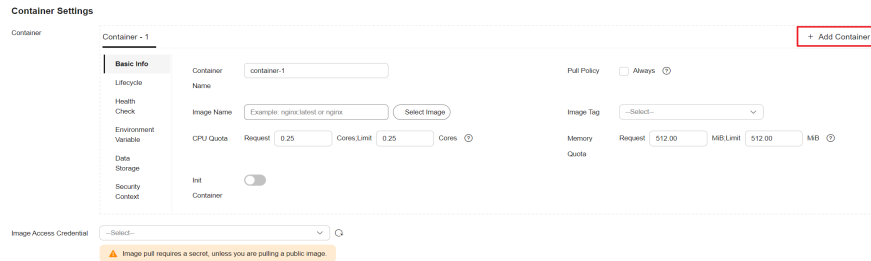 Container Settings
Container
Container - 1
+ Add Container
Basic Info
Lifecycle
Health
Check
Environment
Variable
Data
Storage
Security
Context
Container
Name
container-1
Pull Policy
Always
Image Name
Example: nginx:latest or nginx
Select Image
Image Tag
--Select--
CPU Quota
Request
0.25
Cores;Limit
0.25
Cores
Memory
Quota
Request
512.00
MiB;Limit
512.00
MiB
Init
Container
Image Access Credential
--Select--
Image pull requires a secret, unless you are pulling a public image.